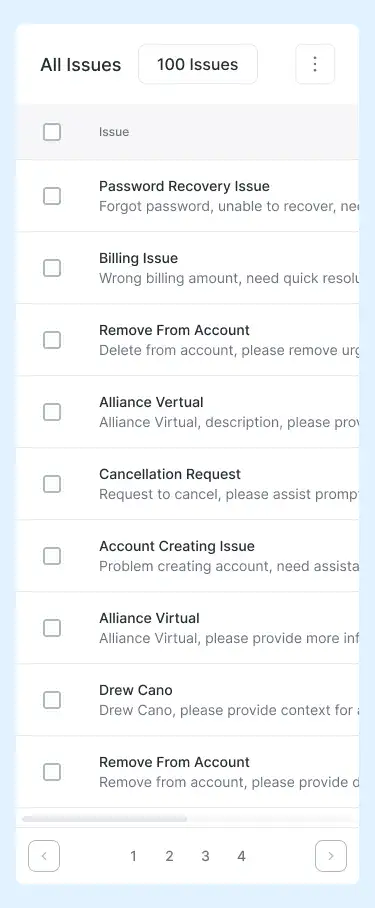 All Issues
100 Issues
Issue
Password Recovery Issue
Forgot password, unable to recover,
Billing Issue
Wrong billing amount, need quick
Remove From Account
Delete from account, please remove
Alliance Vertual
Alliance Virtual, description, please
Cancellation Request
Request to cancel, please assist
Account Creating Issue
Problem creating account, need
Alliance Virtual
Alliance Virtual, please provide more
Drew Cano
Drew Cano, please provide context for
Remove From Account
Remove from account, please provide
1 2 3 4